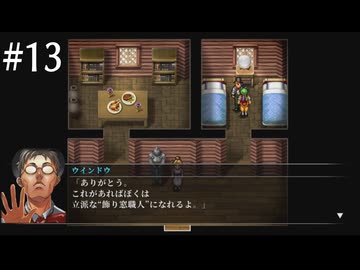 #13
ウインドウ
「ありがとう。
これがあればぼくは
立派な“飾り窓職人”になれるよ。」